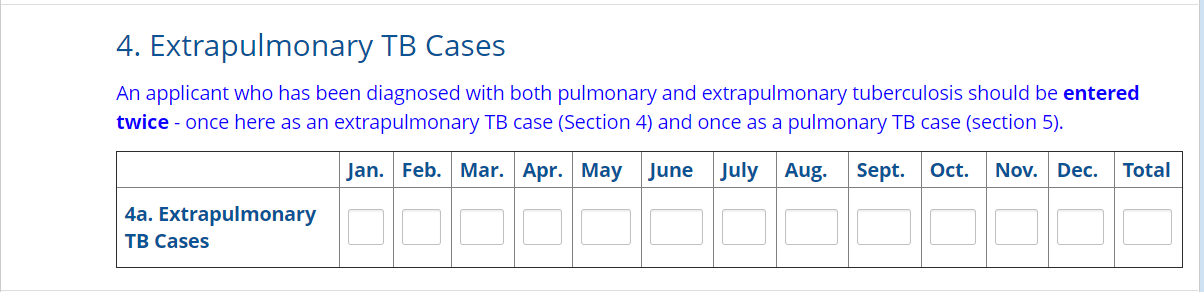 4. Extrapulmonary TB Cases
An applicant who has been diagnosed with both pulmonary and extrapulmonary tuberculosis should be entered
twice - once here as an extrapulmonary TB case (Section 4) and once as a pulmonary TB case (section 5).
Jan. Feb. Mar. Apr. May June July Aug. Sept. Oct. Nov. Dec. Total
4a. Extrapulmonary
TB Cases